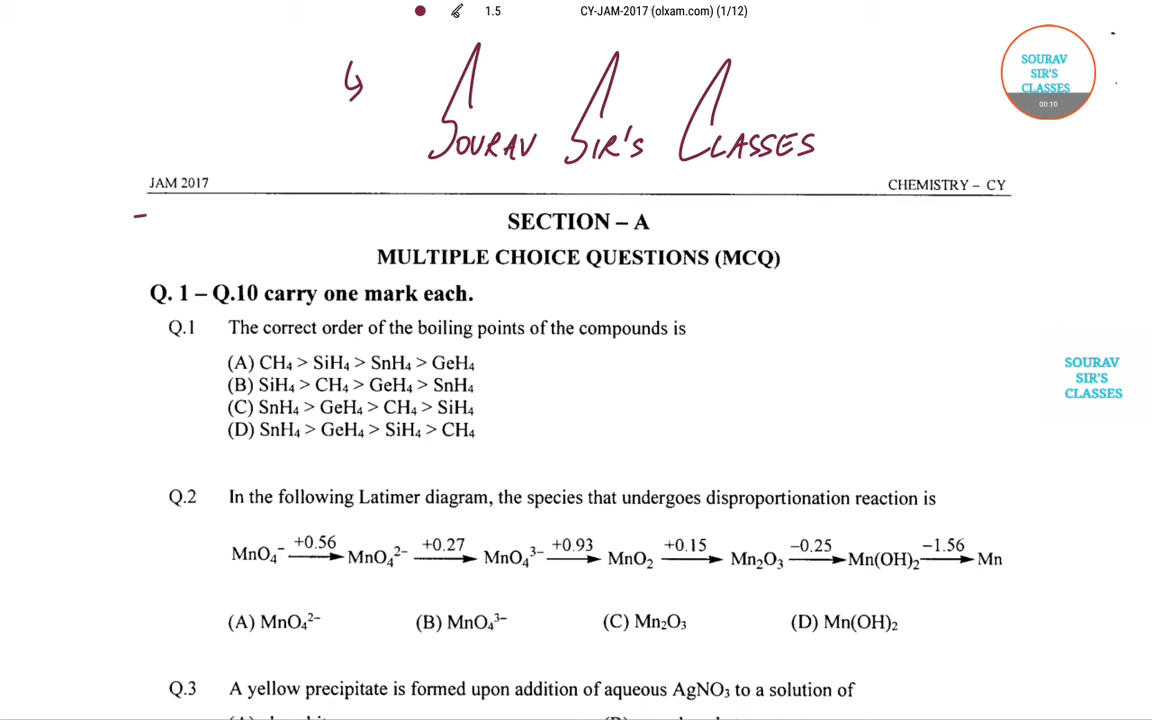 1.5 CY-JAM-2017 (olxam.com) (1/12)
SOURAV
SIR'S
CLASSES
00:10
SOURAV SIR'S CLASSES
JAM 2017 CHEMISTRY – CY
SECTION – A
MULTIPLE CHOICE QUESTIONS (MCQ)
Q. 1 – Q.10 carry one mark each.
Q.1 The correct order of the boiling points of the compounds is
(A) CH₄ > SiH₄ > SnH₄ > GeH₄
(B) SiH₄ > CH₄ > GeH₄ > SnH₄
(C) SnH₄ > GeH₄ > CH₄ > SiH₄
(D) SnH₄ > GeH₄ > SiH₄ > CH₄
SOURAV
SIR'S
CLASSES
Q.2 In the following Latimer diagram, the species that undergoes disproportionation reaction is
+0.56 +0.27 +0.93 +0.15 −0.25 −1.56
MnO₄⁻ → MnO₄²⁻ → MnO₄³⁻ → MnO₂ → Mn₂O₃ → Mn(OH)₂ → Mn
(A) MnO₄²⁻ (B) MnO₄³⁻ (C) Mn₂O₃ (D) Mn(OH)₂
Q.3 A yellow precipitate is formed upon addition of aqueous AgNO₃ to a solution of